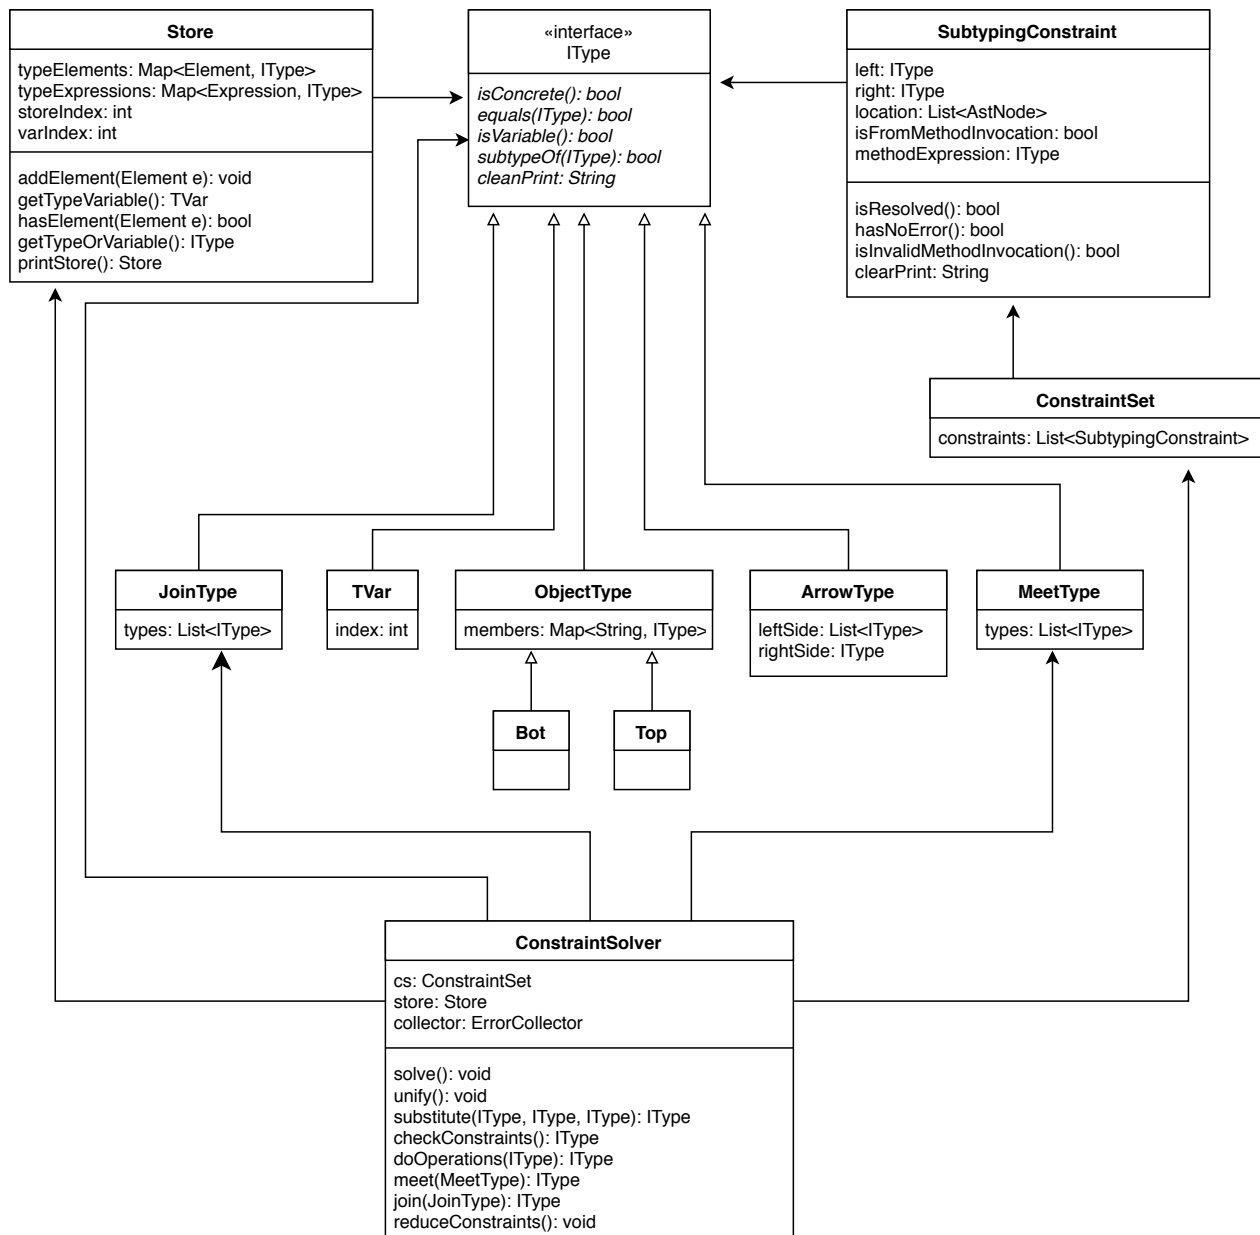 Store
typeElements: Map<Element, IType>
typeExpressions: Map<Expression, IType>
storeIndex: int
varIndex: int
addElement(Element e): void
getTypeVariable(): TVar
hasElement(Element e): bool
getTypeOrVariable(): IType
printStore(): Store
«interface»
IType
isConcrete(): bool
equals(IType): bool
isVariable(): bool
subtypeOf(IType): bool
cleanPrint: String
SubtypingConstraint
left: IType
right: IType
location: List<AstNode>
isFromMethodInvocation: bool
methodExpression: IType
isResolved(): bool
hasNoError(): bool
isInvalidMethodInvocation(): bool
clearPrint: String
ConstraintSet
constraints: List<SubtypingConstraint>
JoinType
types: List<IType>
TVar
index: int
ObjectType
members: Map<String, IType>
ArrowType
leftSide: List<IType>
rightSide: IType
MeetType
types: List<IType>
Bot
Top
ConstraintSolver
cs: ConstraintSet
store: Store
collector: ErrorCollector
solve(): void
unify(): void
substitute(IType, IType, IType): IType
checkConstraints(): IType
doOperations(IType): IType
meet(MeetType): IType
join(JoinType): IType
reduceConstraints(): void